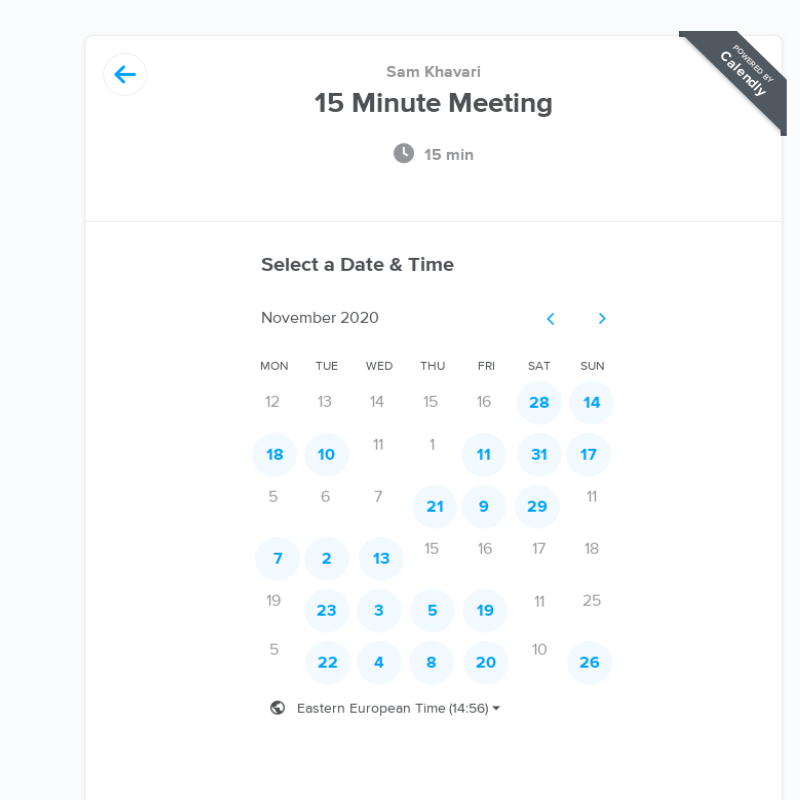 POWERED BY
Calendly
Sam Khavari
15 Minute Meeting
15 min
Select a Date & Time
November 2020
MON TUE WED THU FRI SAT SUN
12 13 14 15 16 28 14
18 10 11 1 11 31 17
5 6 7 21 9 29 11
7 2 13 15 16 17 18
19 23 3 5 19 11 25
5 22 4 8 20 10 26
Eastern European Time (14:56)